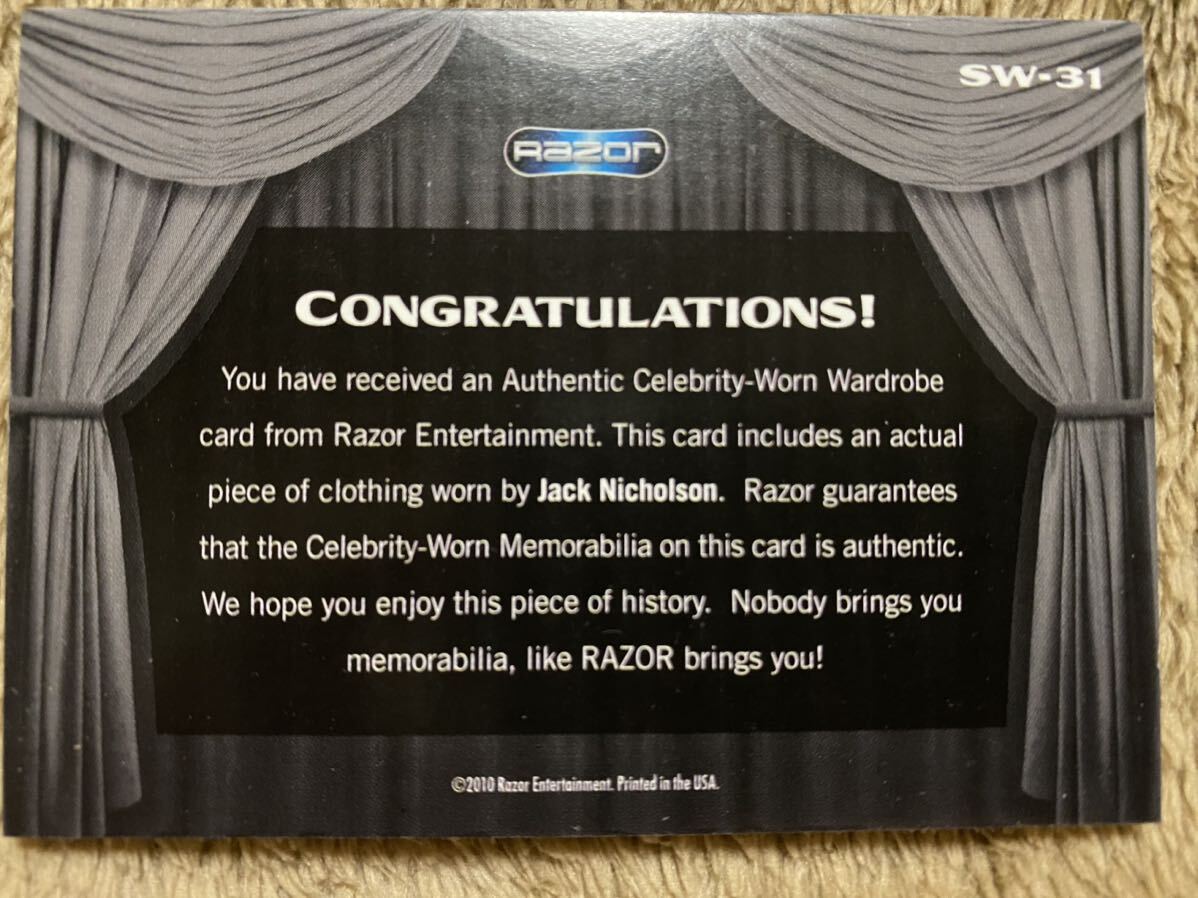 SW-31
Razor
CONGRATULATIONS!
You have received an Authentic Celebrity-Worn Wardrobe
card from Razor Entertainment. This card includes an actual
piece of clothing worn by Jack Nicholson. Razor guarantees
that the Celebrity-Worn Memorabilia on this card is authentic.
We hope you enjoy this piece of history. Nobody brings you
memorabilia, like RAZOR brings you!
©2010 Razor Entertainment. Printed in the USA.